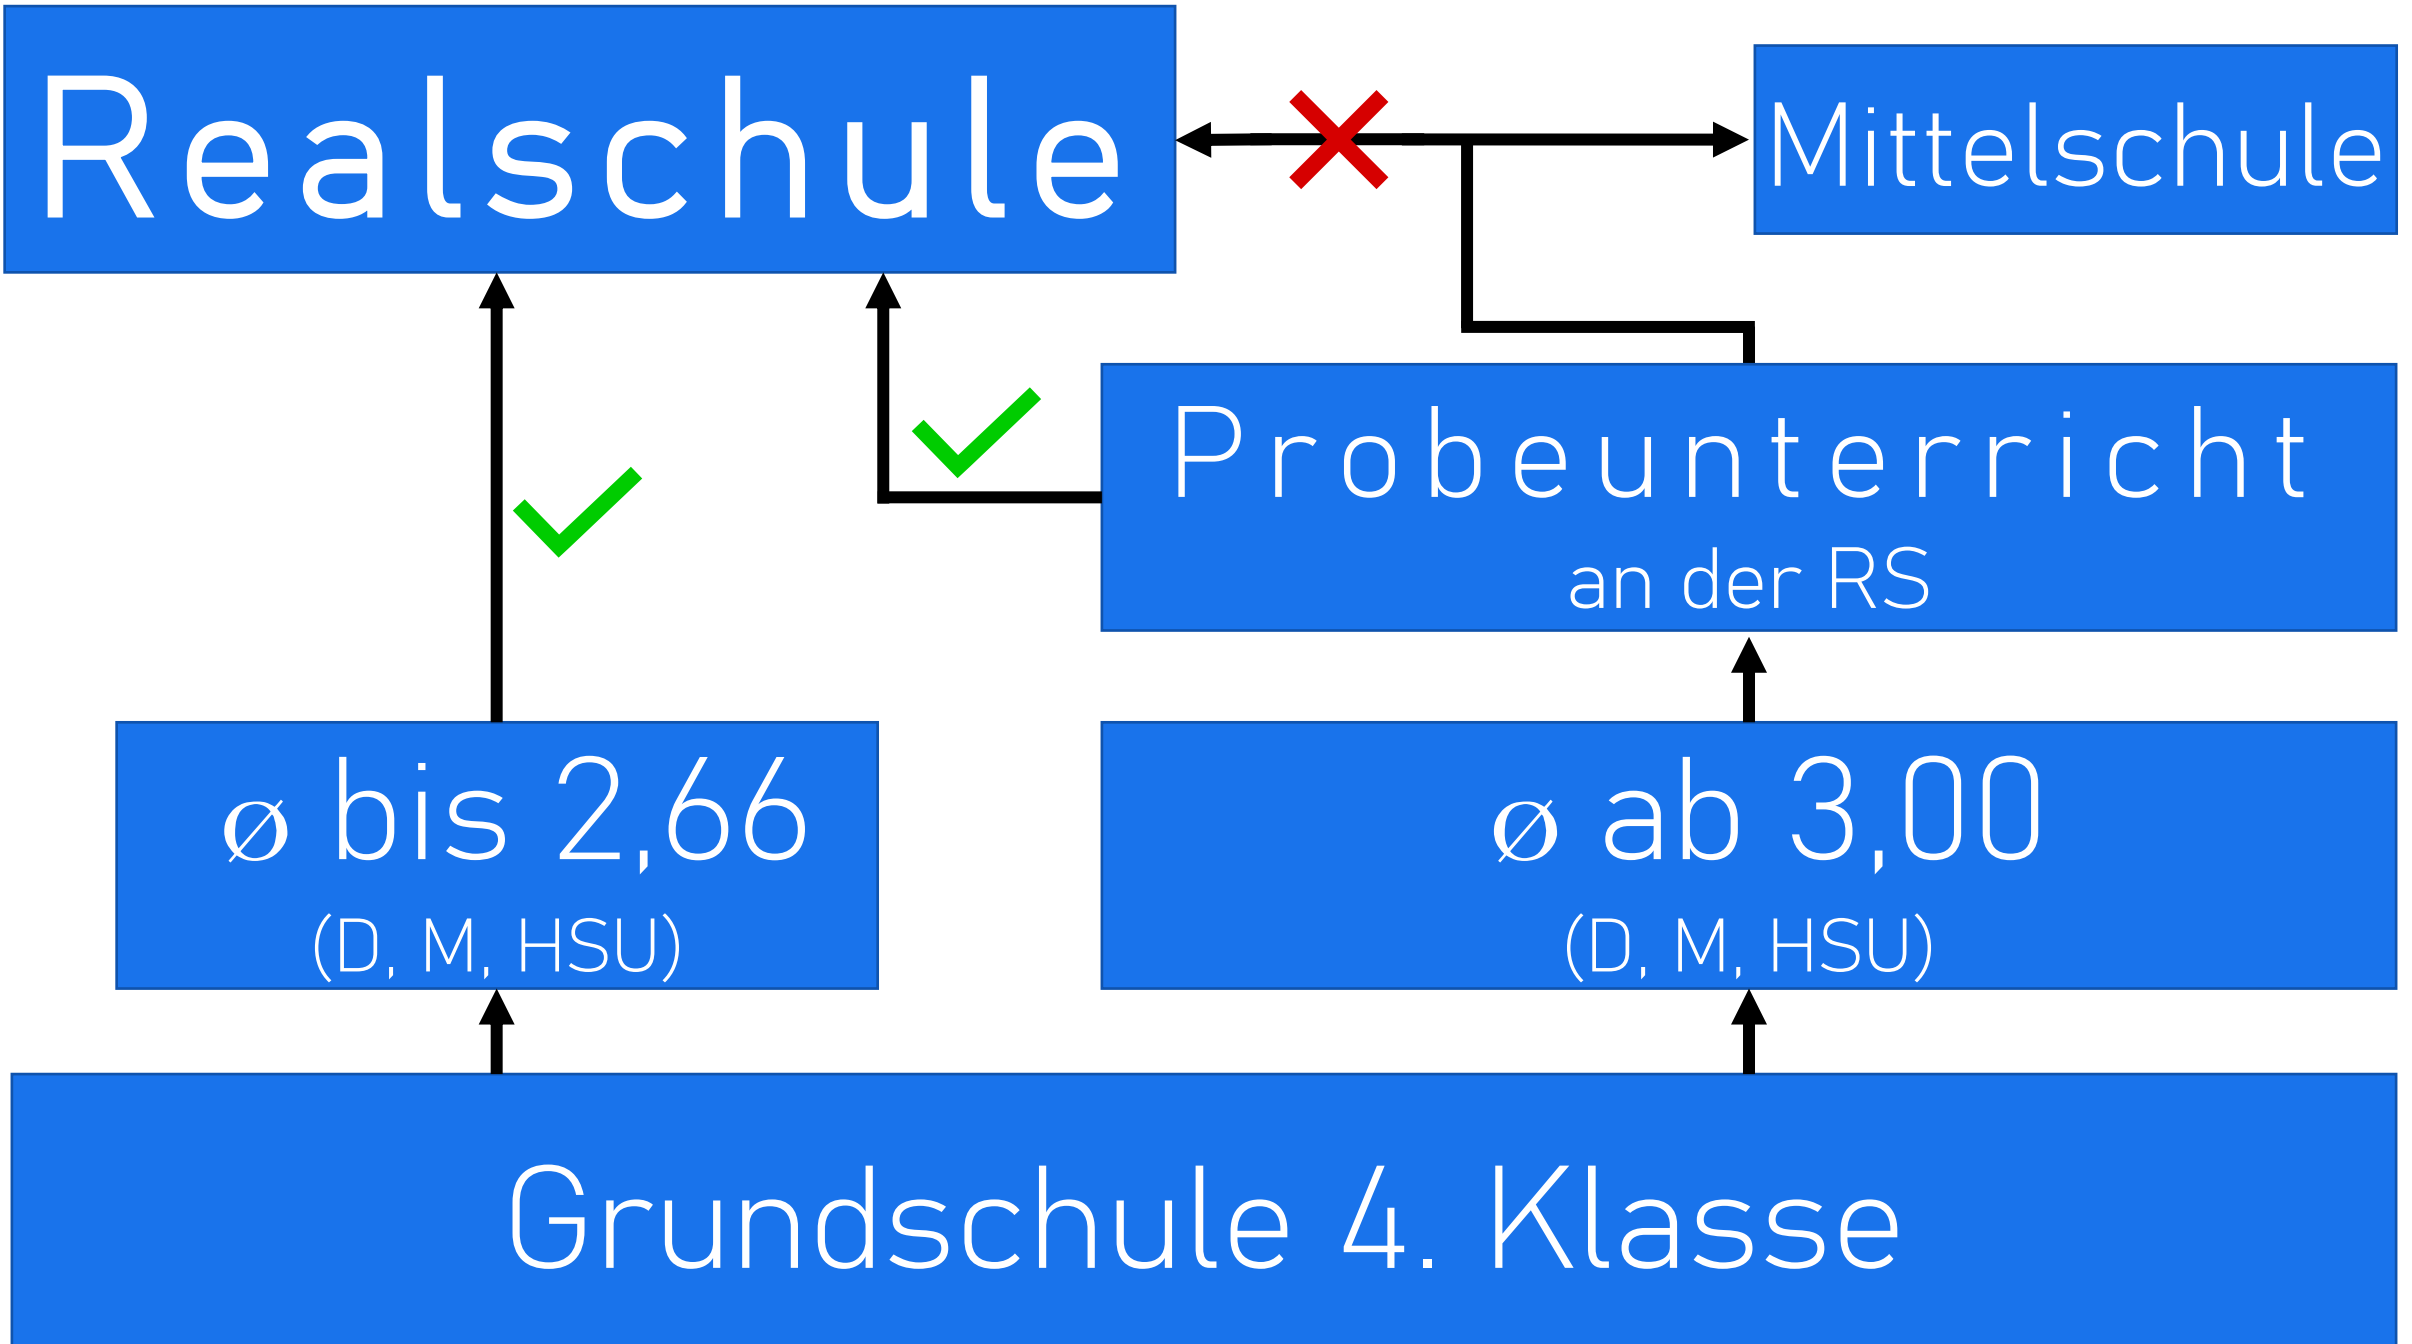 Realschule
Mittelschule
Probeunterricht
an der RS
ø bis 2,66
(D, M, HSU)
ø ab 3,00
(D, M, HSU)
Grundschule 4. Klasse